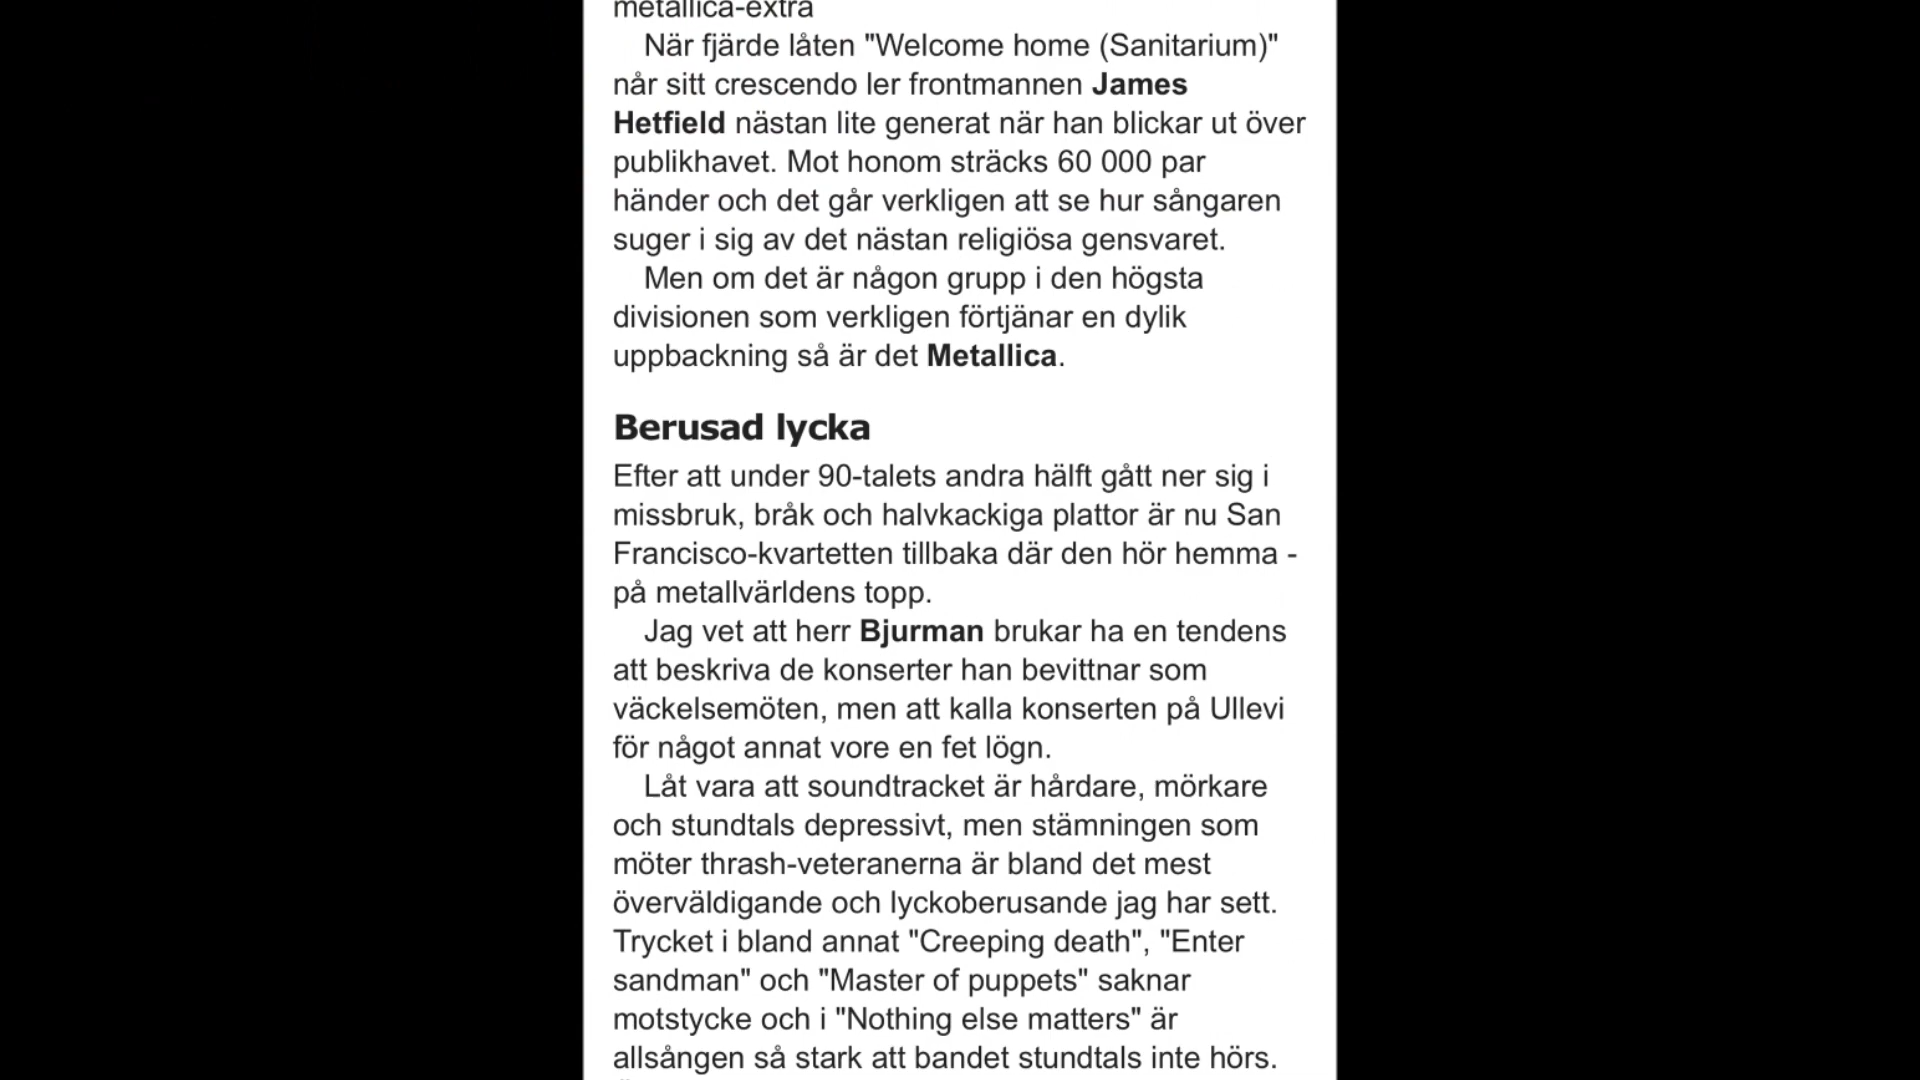 metallica-extra
När fjärde låten "Welcome home (Sanitarium)"
når sitt crescendo ler frontmannen James
Hetfield nästan lite generat när han blickar ut över
publikhavet. Mot honom sträcks 60 000 par
händer och det går verkligen att se hur sångaren
suger i sig av det nästan religiösa gensvaret.
Men om det är någon grupp i den högsta
divisionen som verkligen förtjänar en dylik
uppbackning så är det Metallica.
Berusad lycka
Efter att under 90-talets andra hälft gått ner sig i
missbruk, bråk och halvkackiga plattor är nu San
Francisco-kvartetten tillbaka där den hör hemma -
på metallvärldens topp.
Jag vet att herr Bjurman brukar ha en tendens
att beskriva de konserter han bevittnar som
väckelsemöten, men att kalla konserten på Ullevi
för något annat vore en fet lögn.
Låt vara att soundtracket är hårdare, mörkare
och stundtals depressivt, men stämningen som
möter thrash-veteranerna är bland det mest
överväldigande och lyckoberusande jag har sett.
Trycket i bland annat "Creeping death", "Enter
sandman" och "Master of puppets" saknar
motstycke och i "Nothing else matters" är
allsången så stark att bandet stundtals inte hörs.